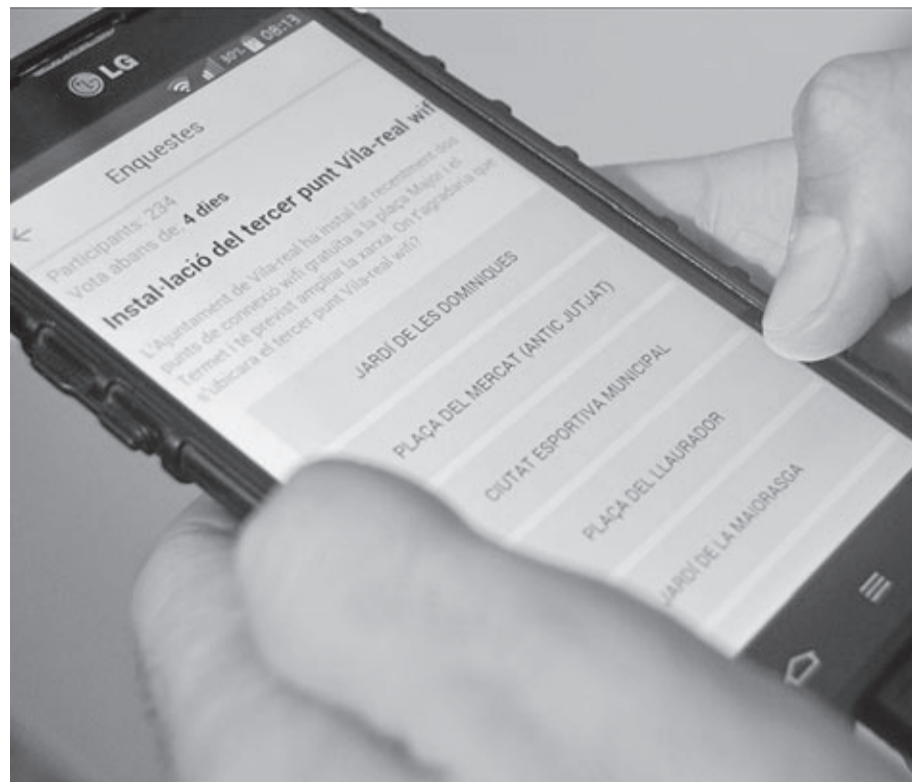 LG
80% 08:13
Enquestes
Participants: 234
Vota abans de: 4 dies
Instal·lació del tercer punt Vila-real wifi
L'Ajuntament de Vila-real ha instal·lat recentment dos
punts de connexió wifi gratuïta a la plaça Major i el
Termet i té previst ampliar la xarxa. On t'agradaria que
s'ubicara el tercer punt Vila-real wifi?
JARDÍ DE LES DOMINIQUES
PLAÇA DEL MERCAT (ANTIC JUTJAT)
CIUTAT ESPORTIVA MUNICIPAL
PLAÇA DEL LLAURADOR
JARDÍ DE LA MAIORASGA